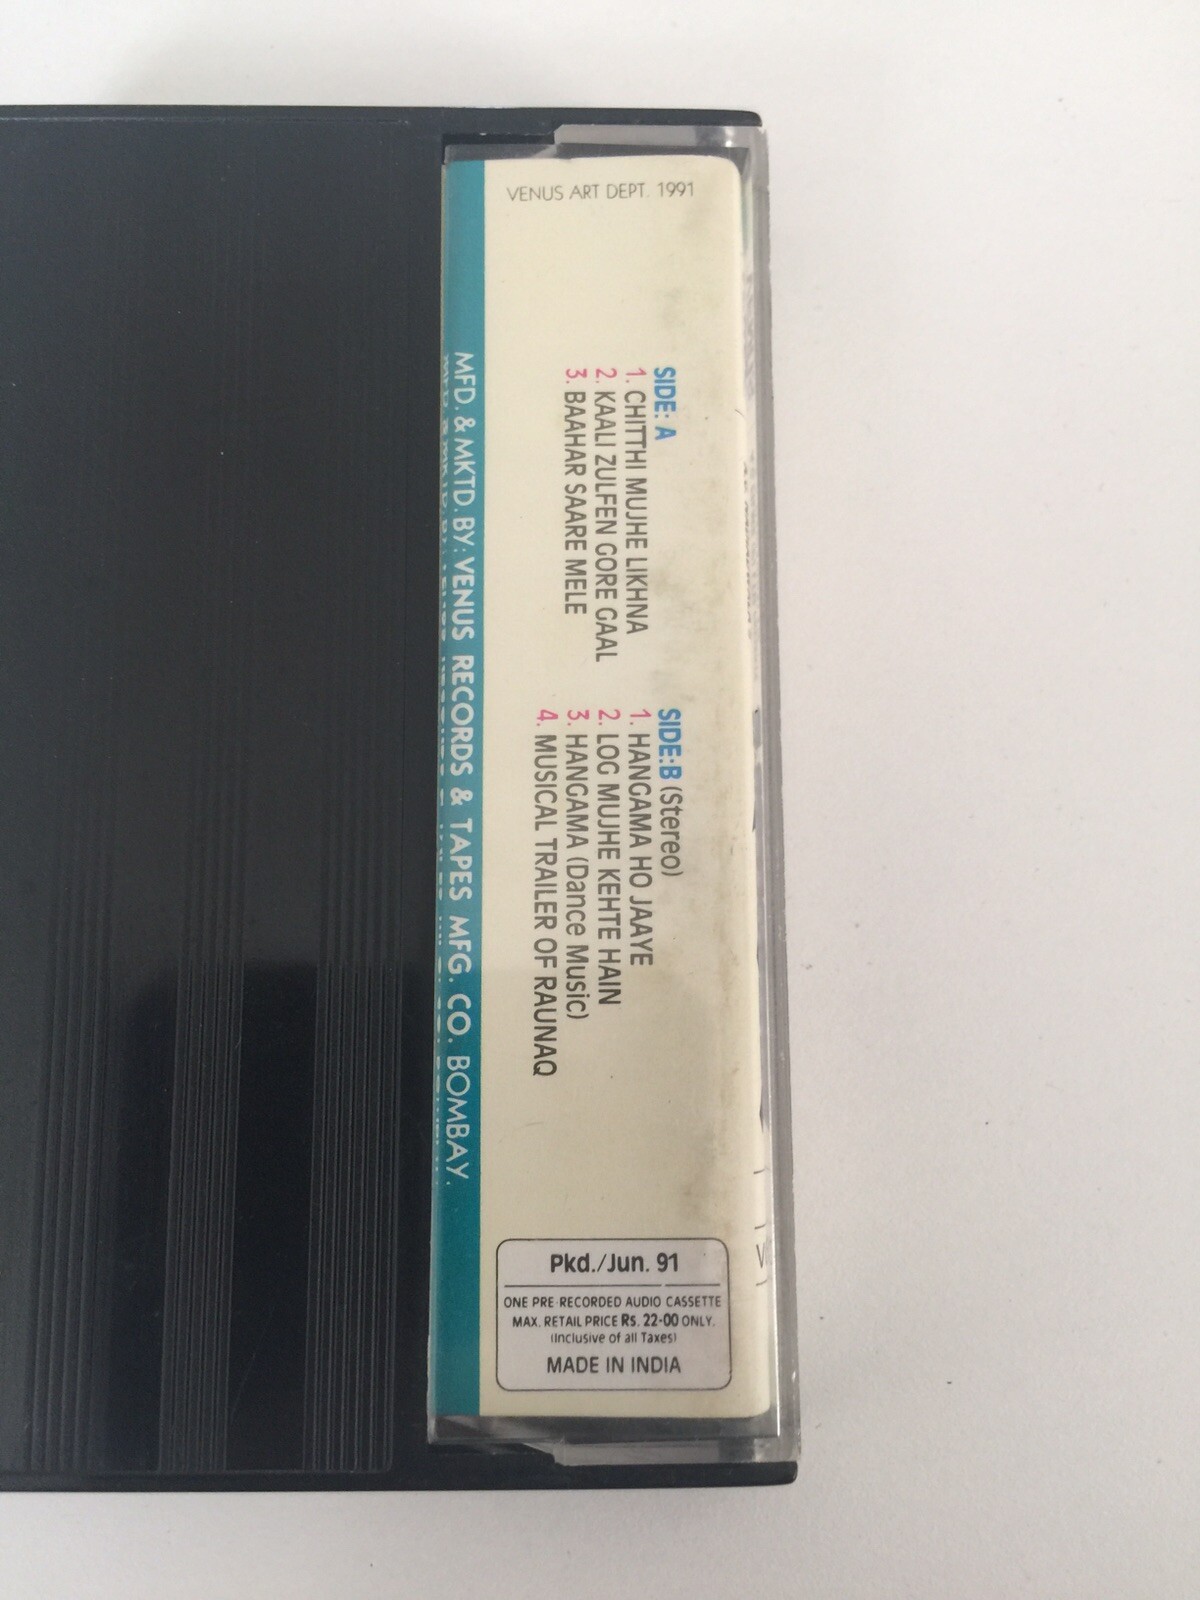 VENUS ART DEPT. 1991
SIDE: A
1. CHITTHI MUJHE LIKHNA
2. KAALI ZULFEN GORE GAAL
3. BAAHAR SAARE MELE
SIDE:B (Stereo)
1. HANGAMA HO JAAYE
2. LOG MUJHE KEHTE HAIN
3. HANGAMA (Dance Music)
4. MUSICAL TRAILER OF RAUNAQ
MFD. & MKTD. BY: VENUS RECORDS & TAPES MFG. CO. BOMBAY.
Pkd./Jun. 91
ONE PRE-RECORDED AUDIO CASSETTE
MAX. RETAIL PRICE Rs. 22-00 ONLY.
(Inclusive of all Taxes)
MADE IN INDIA